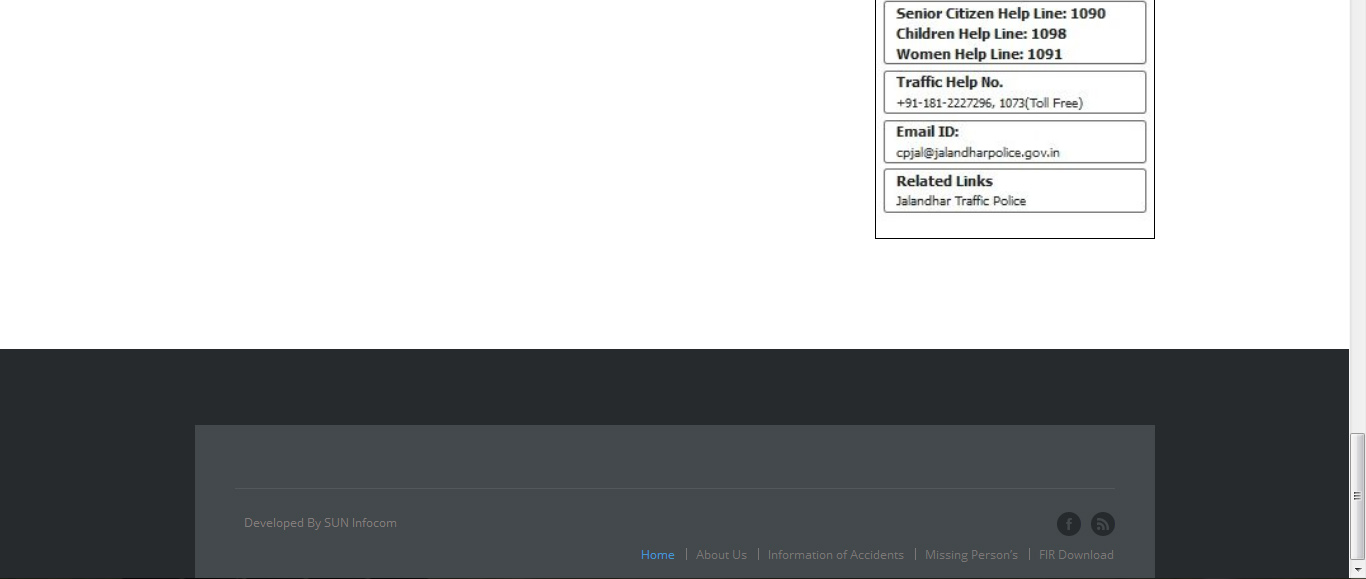 Senior Citizen Help Line: 1090
Children Help Line: 1098
Women Help Line: 1091
Traffic Help No.
+91-181-2227296, 1073(Toll Free)
Email ID:
cpjal@jalandharpolice.gov.in
Related Links
Jalandhar Traffic Police
Developed By SUN Infocom
Home | About Us | Information of Accidents | Missing Person's | FIR Download